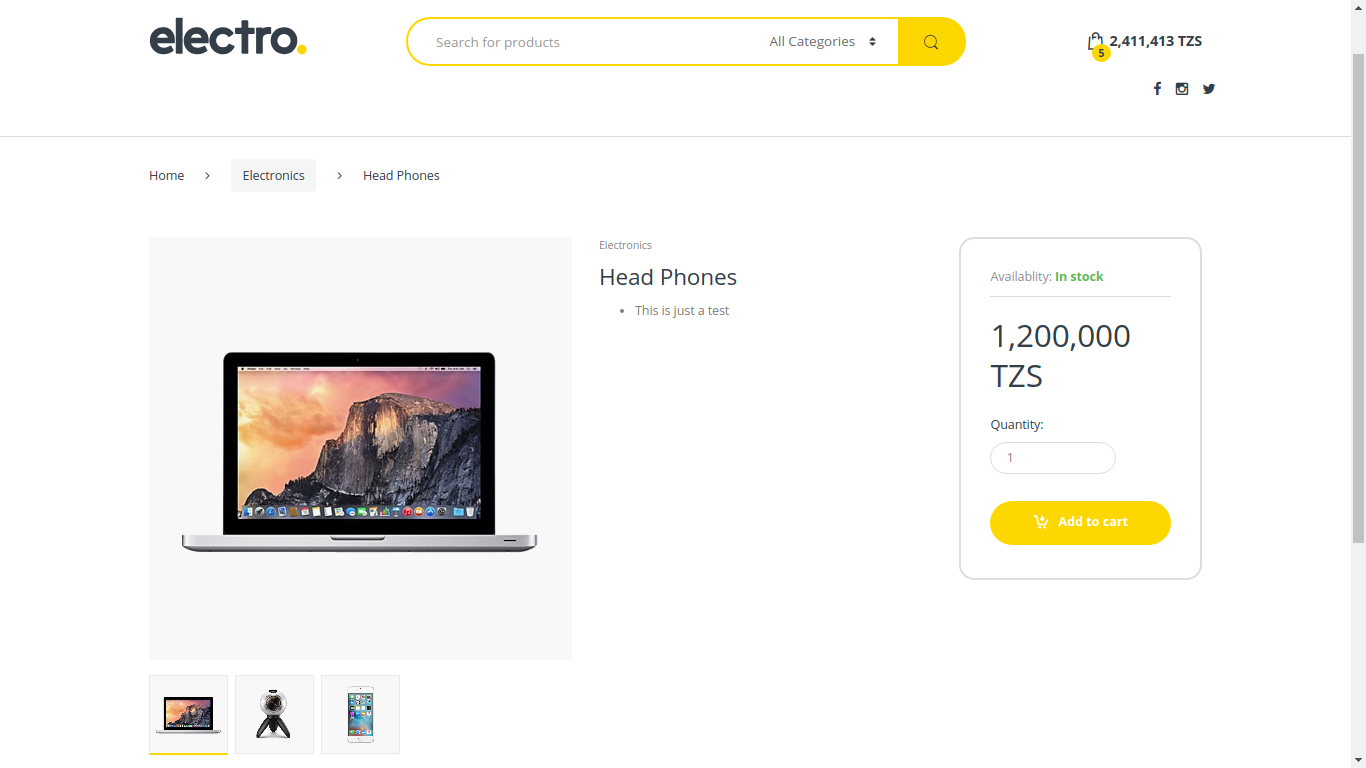 electro.
Search for products
All Categories
2,411,413 TZS
5
Home
Electronics
Head Phones
Electronics
Head Phones
This is just a test
Availablity: In stock
1,200,000
TZS
Quantity:
1
Add to cart